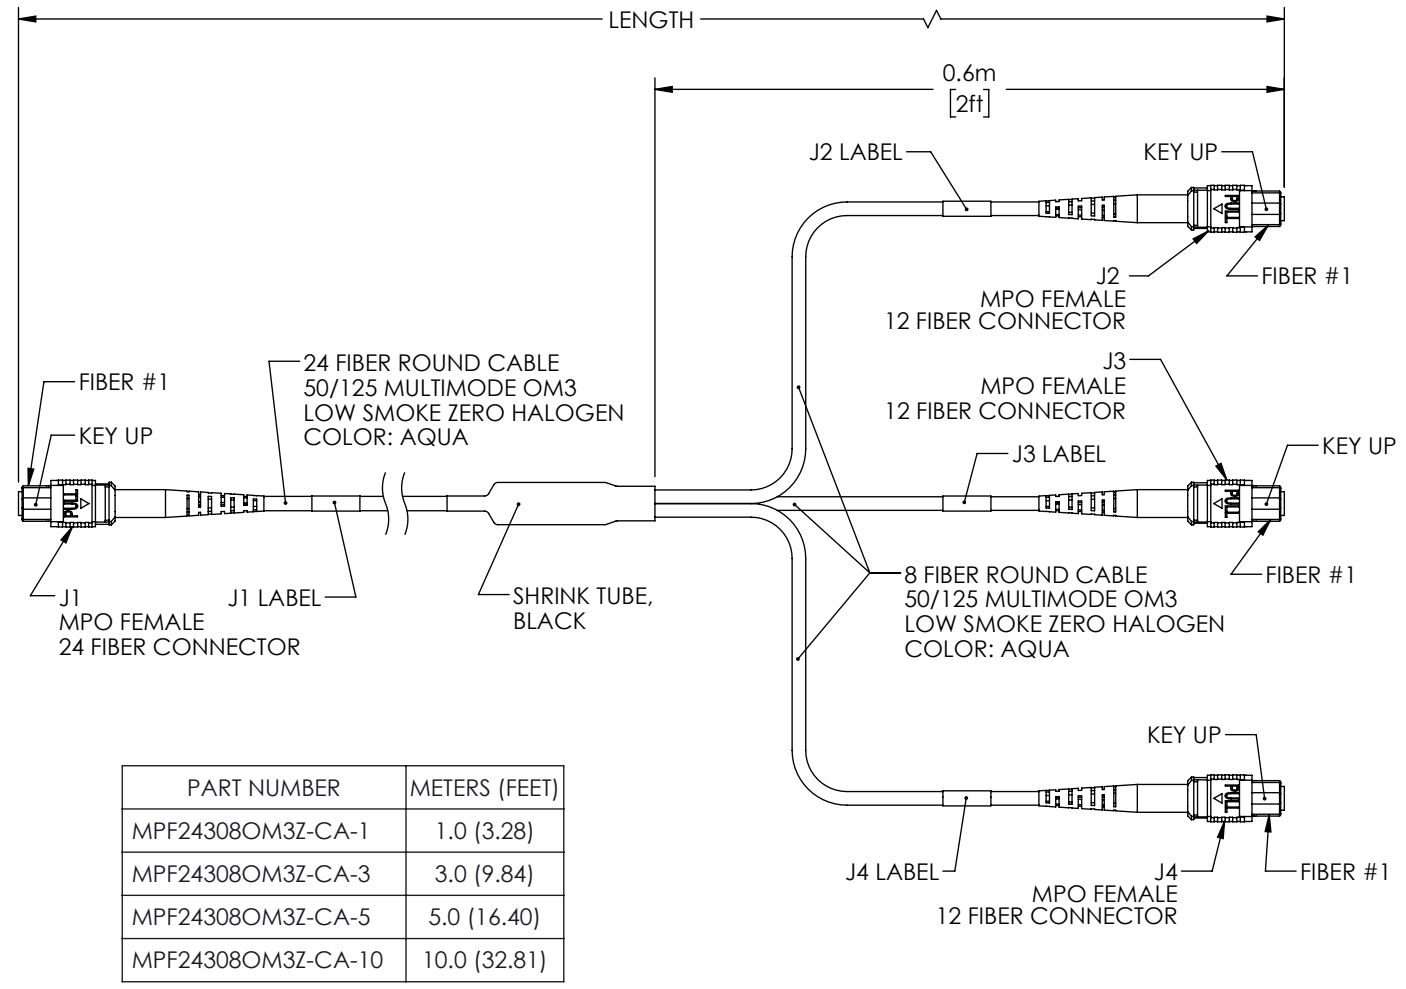 LENGTH
0.6m
[2ft]
J2 LABEL
KEY UP
PULL
J2
MPO FEMALE
12 FIBER CONNECTOR
FIBER #1
24 FIBER ROUND CABLE
50/125 MULTIMODE OM3
LOW SMOKE ZERO HALOGEN
COLOR: AQUA
FIBER #1
KEY UP
PULL
J1
MPO FEMALE
24 FIBER CONNECTOR
J1 LABEL
SHRINK TUBE,
BLACK
J3
MPO FEMALE
12 FIBER CONNECTOR
J3 LABEL
KEY UP
PULL
FIBER #1
8 FIBER ROUND CABLE
50/125 MULTIMODE OM3
LOW SMOKE ZERO HALOGEN
COLOR: AQUA
KEY UP
PULL
J4 LABEL
J4
MPO FEMALE
12 FIBER CONNECTOR
FIBER #1
PART NUMBER METERS (FEET)
MPF24308OM3Z-CA-1 1.0 (3.28)
MPF24308OM3Z-CA-3 3.0 (9.84)
MPF24308OM3Z-CA-5 5.0 (16.40)
MPF24308OM3Z-CA-10 10.0 (32.81)